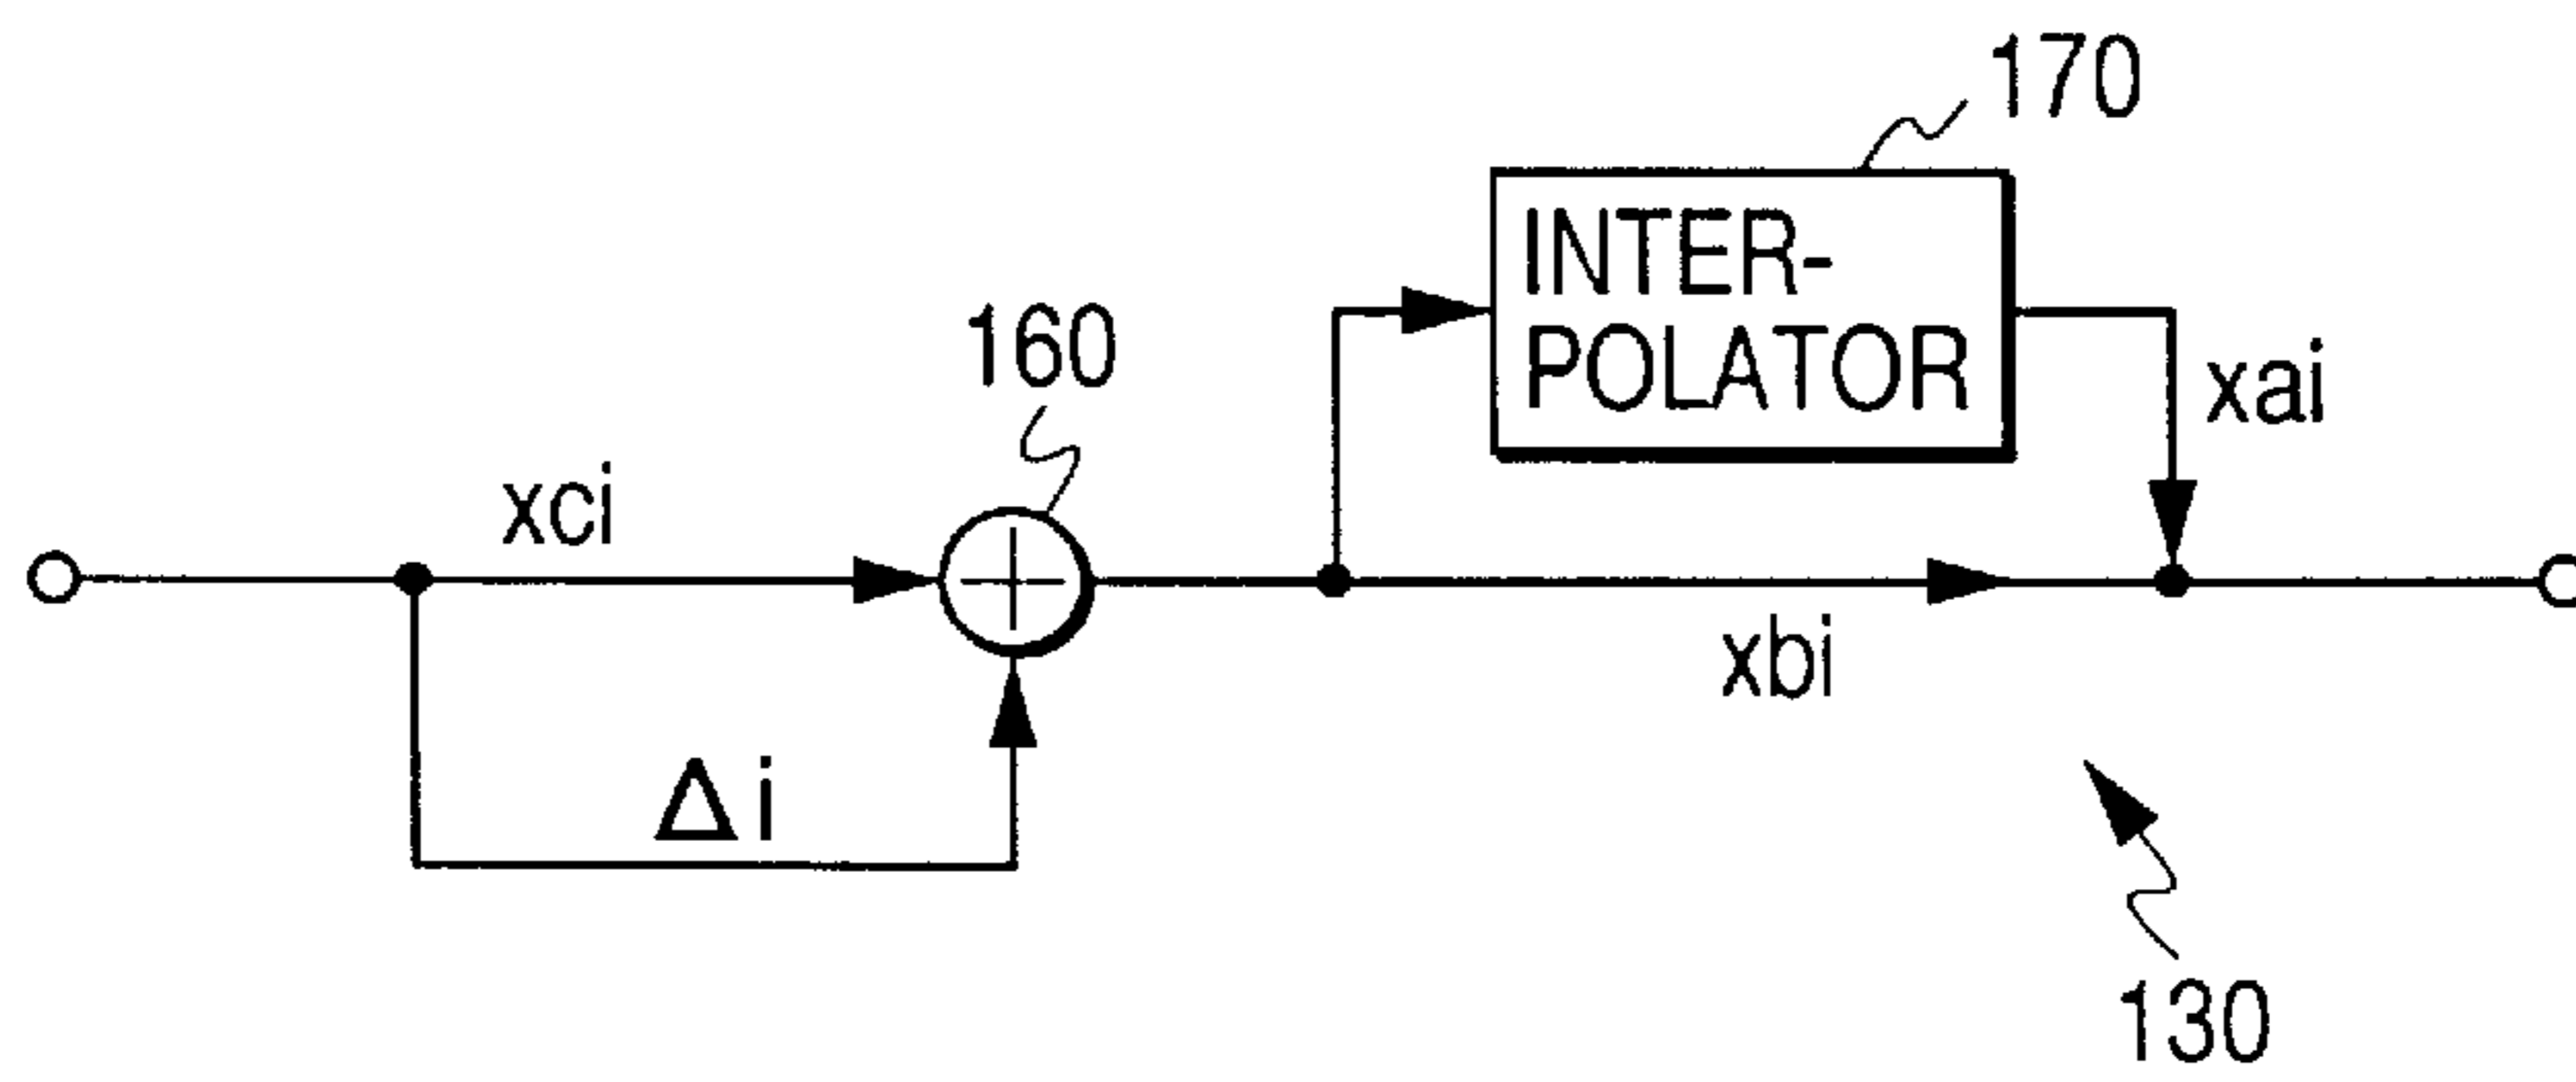 170
INTER-
POLATOR
160
xai
xci
xbi
Δi
130